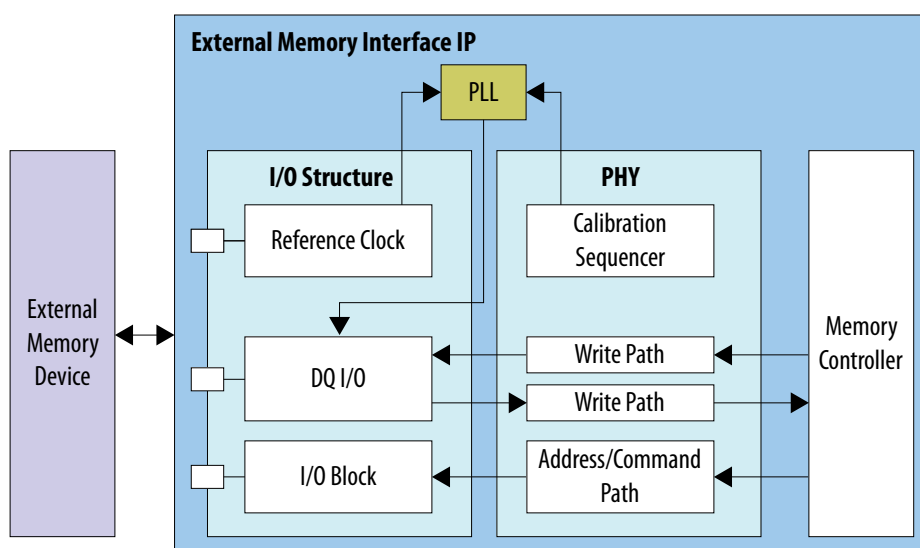 External Memory Interface IP
PLL
I/O Structure
PHY
Reference Clock
Calibration
Sequencer
External
Memory
Device
DQ I/O
Write Path
Write Path
Memory
Controller
I/O Block
Address/Command
Path